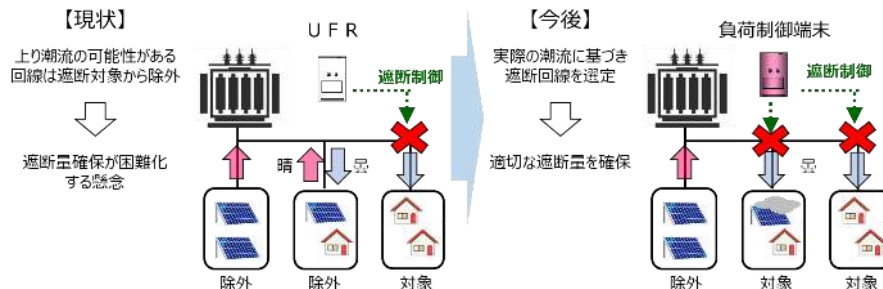 【現状】
上り潮流の可能性がある
回線は遮断対象から除外
遮断量確保が困難化
する懸念
ＵＦＲ
遮断制御
晴
曇
除外
除外
対象
【今後】
実際の潮流に基づき
遮断回線を選定
適切な遮断量を確保
負荷制御端末
遮断制御
曇
除外
対象
対象